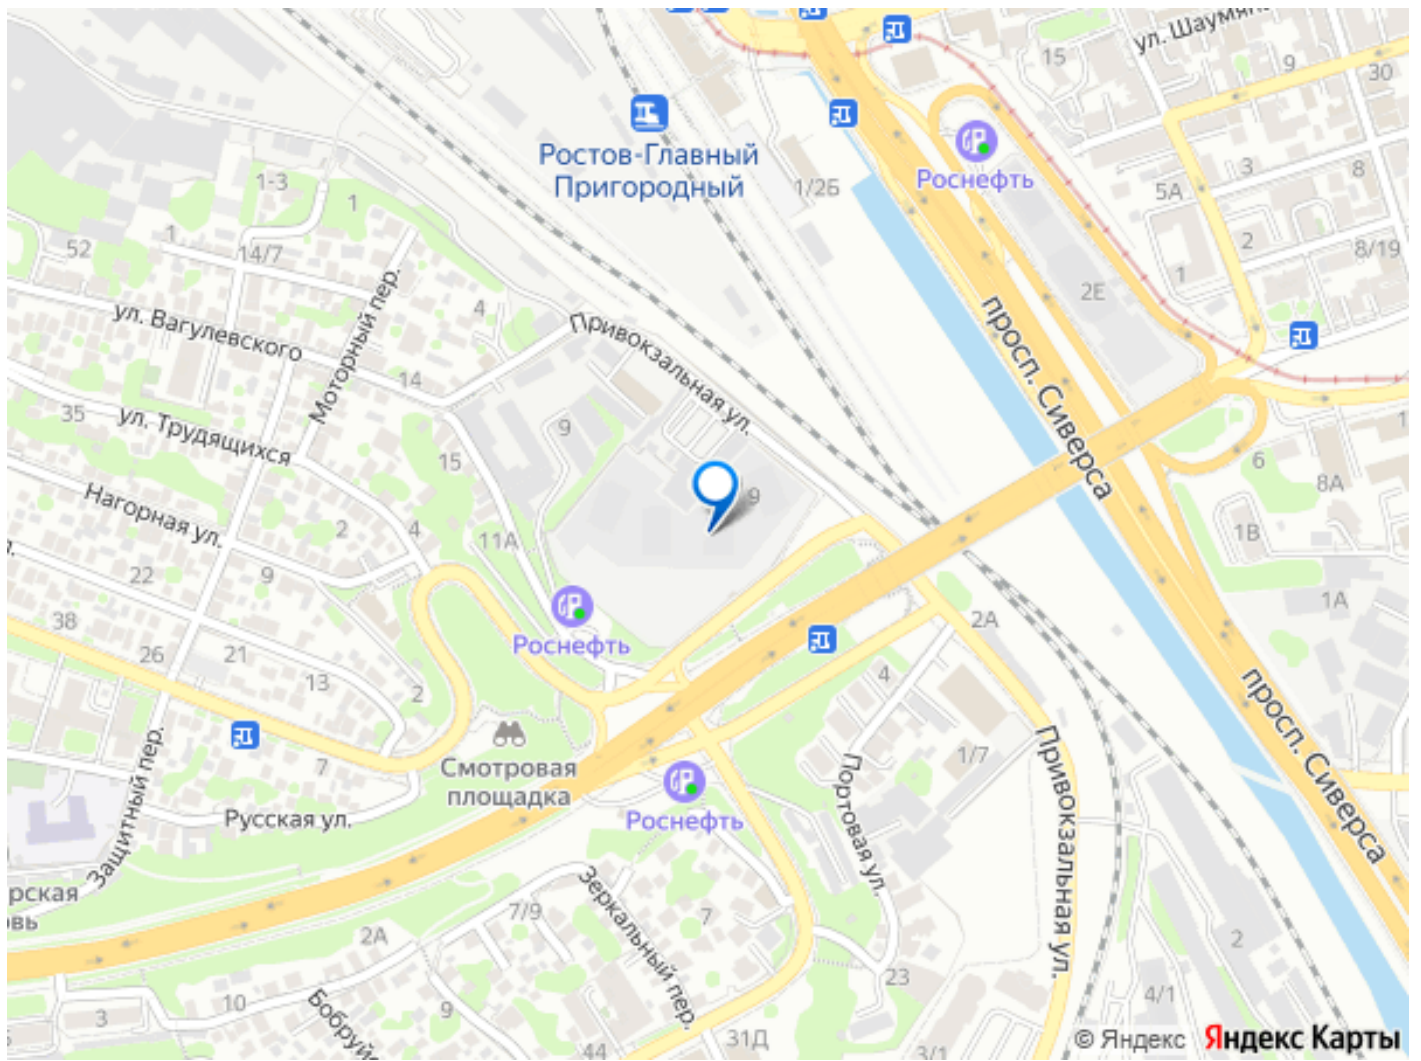 ул. Шаумяна
15
9
30
Ростов-Главный
Пригородный
1/2Б
Роснефть
3
8
5А
2
8/19
1
2Е
1-3
1
52
1
14/7
4
ул. Вагулевского
Моторный пер.
Привокзальная ул.
просп. Сиверса
14
35
ул. Трудящихся
9
15
9
6
8А
Нагорная ул.
2
4
11А
1В
22
9
1А
38
Роснефть
2А
26
21
13
2
4
просп. Сиверса
Смотровая
площадка
7
1/7
Защитный пер.
Русская ул.
Роснефть
Портовая ул.
Привокзальная ул.
рская
овь
7/9
2А
Зеркальный пер.
7
2
23
10
9
3
4/1
31Д
44
3/1
© Яндекс Яндекс Карты